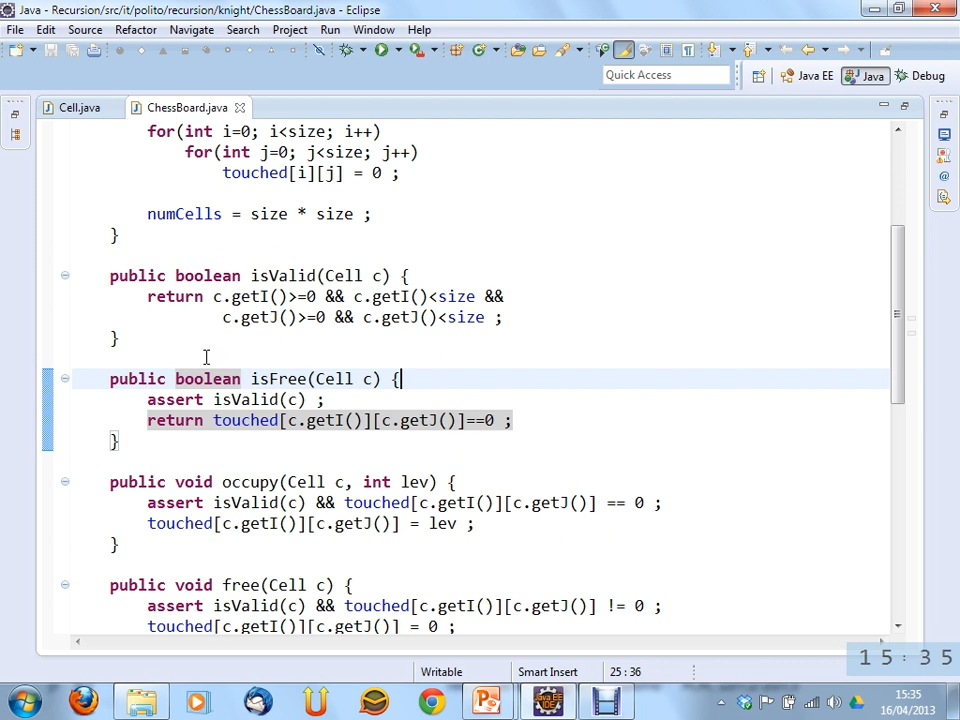 Java - Recursion/src/it/polito/recursion/knight/ChessBoard.java - Eclipse
File Edit Source Refactor Navigate Search Project Run Window Help
Quick Access
Java EE
Java
Debug
Cell.java
ChessBoard.java
for(int i=0; i<size; i++)
for(int j=0; j<size; j++)
touched[i][j] = 0 ;
numCells = size * size ;
}
public boolean isValid(Cell c) {
return c.getI()>=0 && c.getI()<size &&
c.getJ()>=0 && c.getJ()<size ;
}
public boolean isFree(Cell c) {
assert isValid(c) ;
return touched[c.getI()][c.getJ()]==0 ;
}
public void occupy(Cell c, int lev) {
assert isValid(c) && touched[c.getI()][c.getJ()] == 0 ;
touched[c.getI()][c.getJ()] = lev ;
}
public void free(Cell c) {
assert isValid(c) && touched[c.getI()][c.getJ()] != 0 ;
touched[c.getI()][c.getJ()] = 0 ;
15:35
Writable
Smart Insert
25 : 36
15:35
16/04/2013